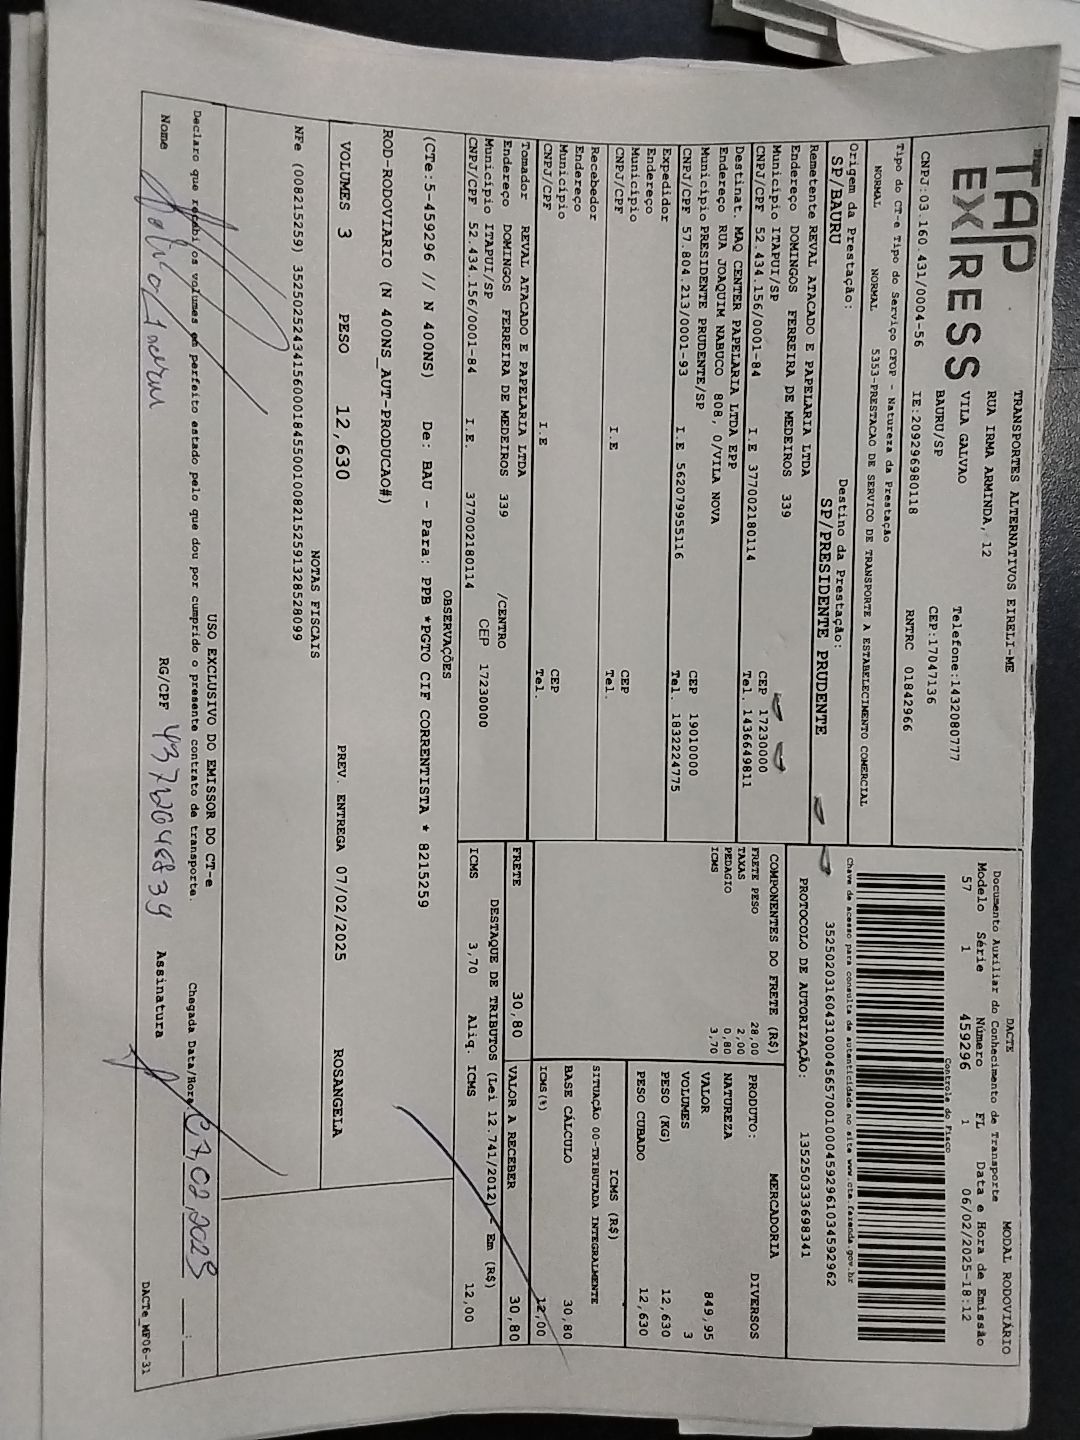 TAP
EX/RESS
TRANSPORTES ALTERNATIVOS EIRELI-ME
RUA IRMA ARMINDA, 12
VILA GALVAO
BAURU/SP
Telefone:1432080777
CEP:17047136
CNPJ:03.160.431/0004-56 IE:209296980118 RNTRC 01842966
Tipo do CT-e Tipo do Serviço CFOP - Natureza da Prestação
NORMAL NORMAL 5353-PRESTACAO DE SERVICO DE TRANSPORTE A ESTABELECIMENTO COMERCIAL
Origem da Prestação: Destino da Prestação:
SP/BAURU SP/PRESIDENTE PRUDENTE
DACTE MODAL RODOVIÁRIO
Documento Auxiliar do Conhecimento de Transporte
Modelo Série Número FL Data e Hora de Emissão
57 1 459296 1 06/02/2025-18:12
Controle do Fisco
Chave de acesso para consulta de autenticidade no site www.cte.fazenda.gov.br
35250203160431000456570010004592961034592962
PROTOCOLO DE AUTORIZAÇÃO: 135250333698341
Remetente REVAL ATACADO E PAPELARIA LTDA
Endereço DOMINGOS FERREIRA DE MEDEIROS 339
Município ITAPUI/SP CEP 17230000
CNPJ/CPF 52.434.156/0001-84 I.E 377002180114 Tel. 1436649811
Destinat. MAQ CENTER PAPELARIA LTDA EPP
Endereço RUA JOAQUIM NABUCO 808, 0/VILA NOVA
Município PRESIDENTE PRUDENTE/SP CEP 19010000
CNPJ/CPF 57.804.213/0001-93 I.E 562079955116 Tel. 1832224775
Expedidor
Endereço
Município CEP
CNPJ/CPF I.E Tel.
Recebedor
Endereço
Município CEP
CNPJ/CPF I.E Tel.
Tomador REVAL ATACADO E PAPELARIA LTDA
Endereço DOMINGOS FERREIRA DE MEDEIROS 339 /CENTRO
Município ITAPUI/SP CEP 17230000
CNPJ/CPF 52.434.156/0001-84 I.E. 377002180114
COMPONENTES DO FRETE (R$)
FRETE PESO 28,00
TAXAS 2,00
PEDAGIO 0,80
ICMS 3,70
FRETE 30,80
MERCADORIA
PRODUTO: DIVERSOS
NATUREZA
VALOR 849,95
VOLUMES 3
PESO (KG) 12,630
PESO CUBADO 12,630
ICMS (R$)
SITUAÇÃO 00-TRIBUTADA INTEGRALMENTE
BASE CÁLCULO 30,80
ICMS(%) 12,00
VALOR A RECEBER 30,80
DESTAQUE DE TRIBUTOS (Lei 12.741/2012) - Em (R$)
ICMS 3,70 Aliq. ICMS 12,00
OBSERVAÇÕES
(CTe:5-459296 // N 400NS) De: BAU - Para: PPB *PGTO CIF CORRENTISTA * 8215259
ROD-RODOVIARIO (N 400NS_AUT-PRODUCAO#)
VOLUMES 3 PESO 12,630 PREV. ENTREGA 07/02/2025 ROSANGELA
NOTAS FISCAIS
NFe (008215259) 35250252434156000184550010082152591328528099
USO EXCLUSIVO DO EMISSOR DO CT-e
Declaro que recebi os volumes em perfeito estado pelo que dou por cumprido o presente contrato de transporte. Chegada Data/Hora 07,02,2025 __:__
Nome RG/CPF 43720468839 Assinatura
DACTe_MF06-31